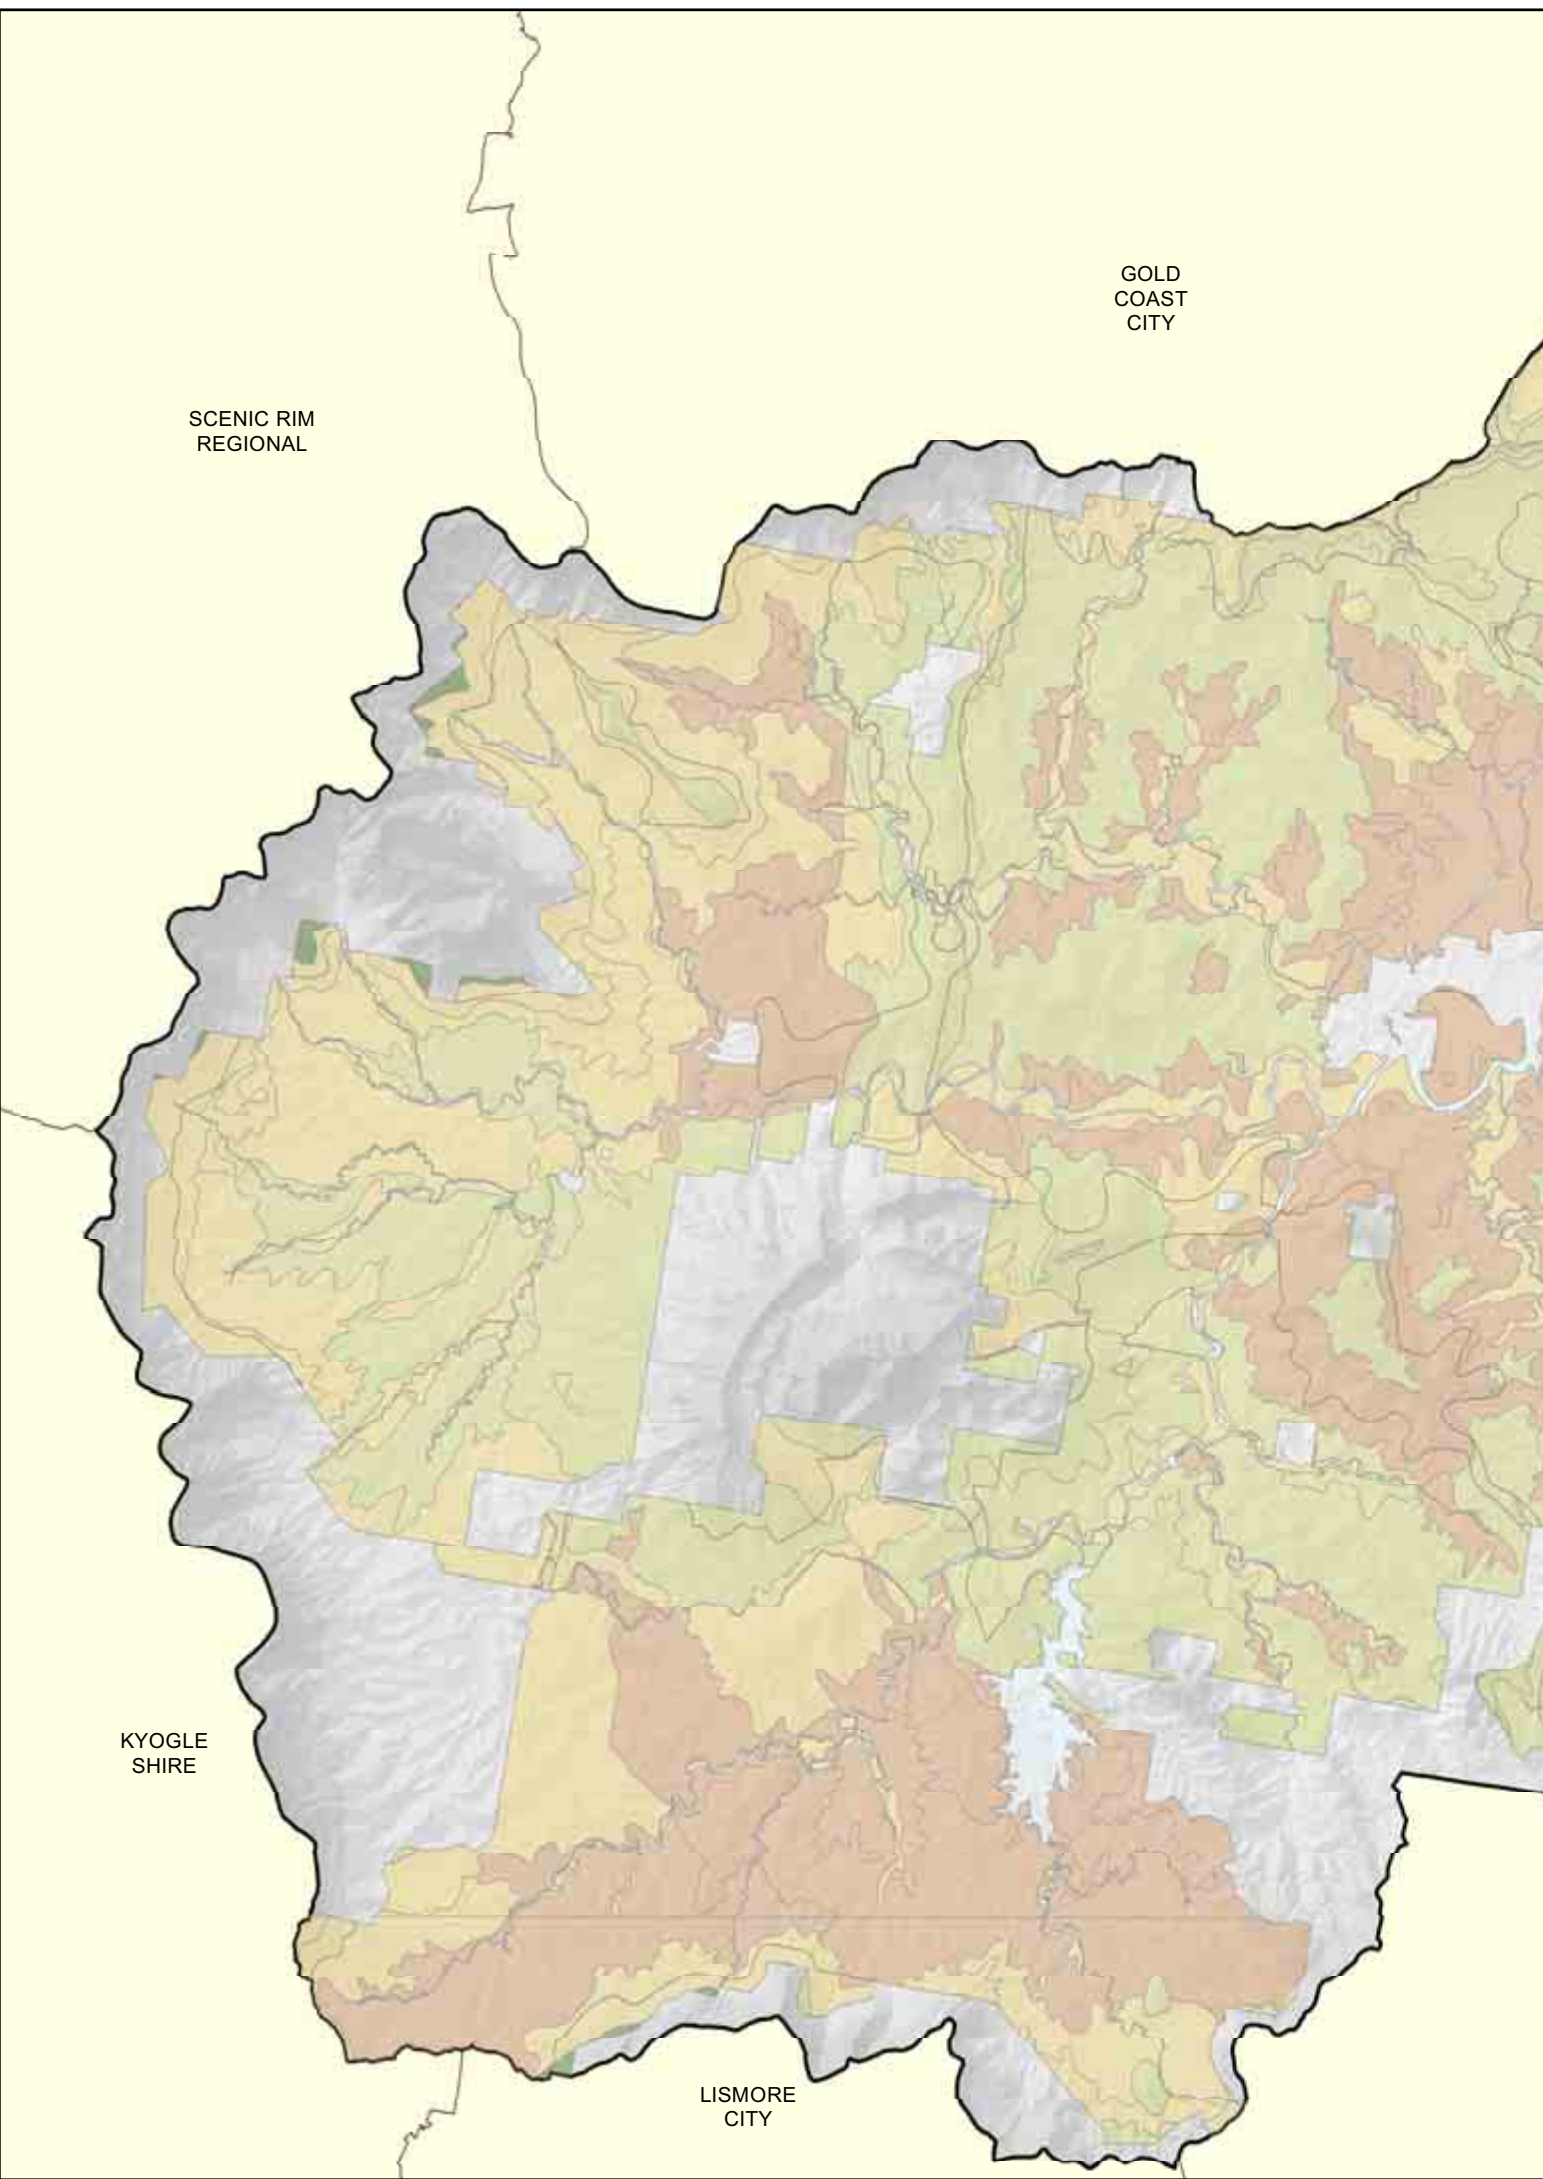 GOLD
COAST
CITY
SCENIC RIM
REGIONAL
KYOGLE
SHIRE
LISMORE
CITY